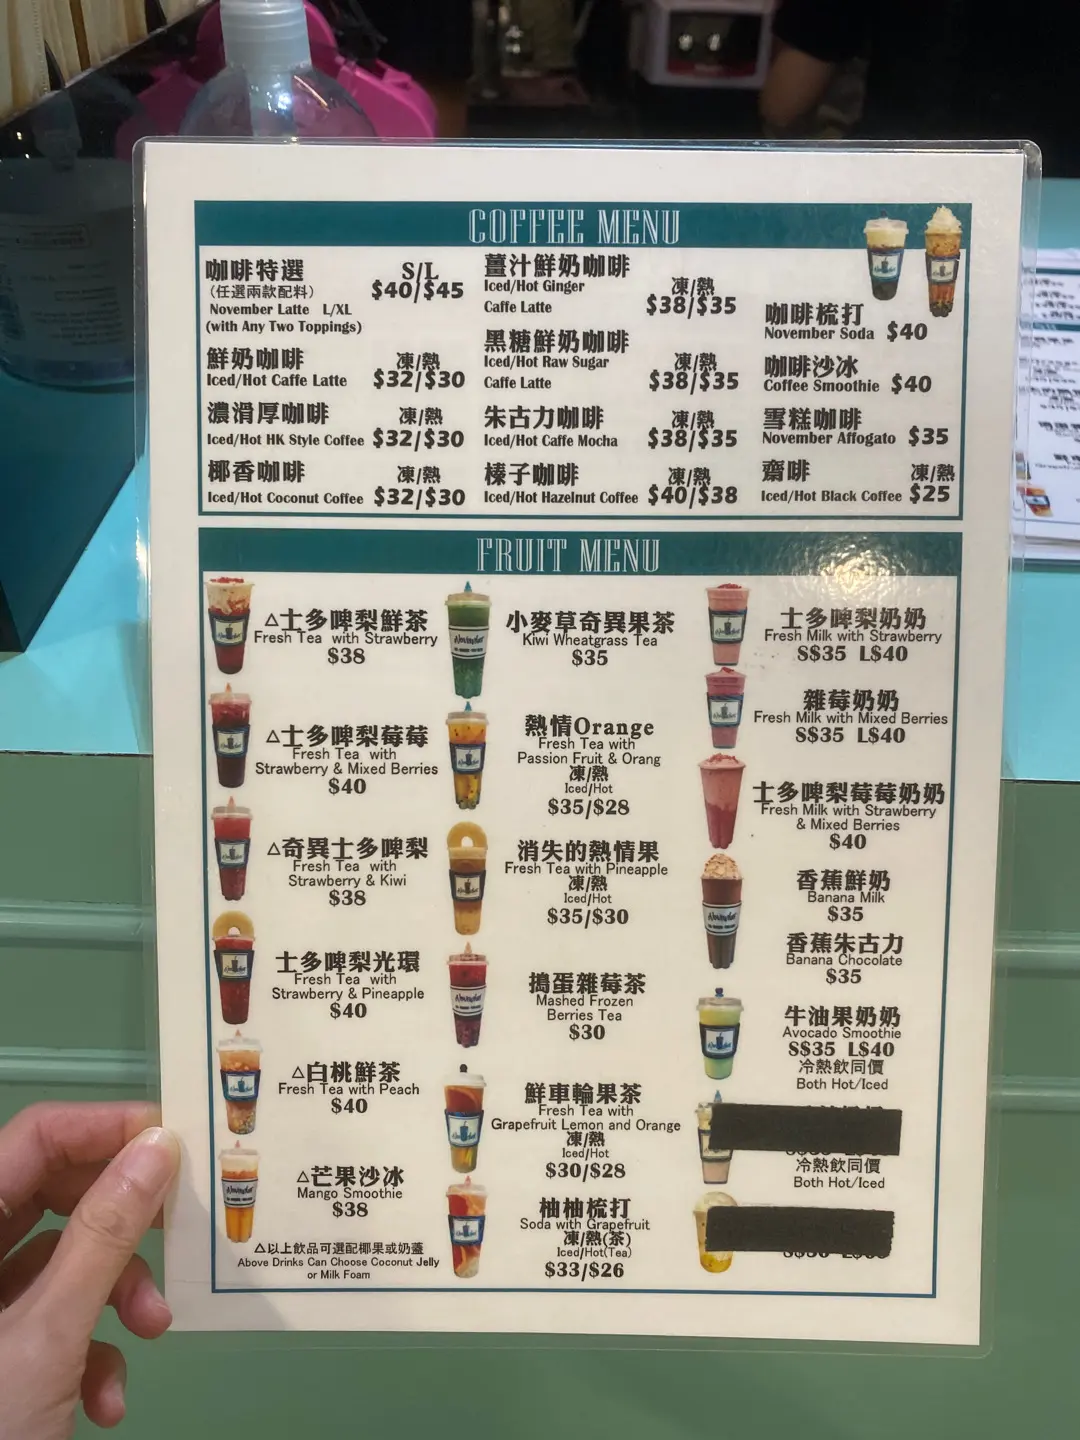 COFFEE MENU
咖啡特選
S/L
(任選兩款配料)
$40/$45
November Latte L/XL
(with Any Two Toppings)
鮮奶咖啡
凍/熱
Iced/Hot Caffe Latte
$32/$30
濃滑厚咖啡
凍/熱
Iced/Hot HK Style Coffee
$32/$30
椰香咖啡
凍/熱
Iced/Hot Coconut Coffee
$32/$30
薑汁鮮奶咖啡
Iced/Hot Ginger
凍/熱
Caffe Latte
$38/$35
黑糖鮮奶咖啡
Iced/Hot Raw Sugar
凍/熱
Caffe Latte
$38/$35
朱古力咖啡
凍/熱
Iced/Hot Caffe Mocha
$38/$35
榛子咖啡
凍/熱
Iced/Hot Hazelnut Coffee
$40/$38
咖啡梳打
November Soda $40
咖啡沙冰
Coffee Smoothie $40
雪糕咖啡
November Affogato $35
齋啡
凍/熱
Iced/Hot Black Coffee $25
FRUIT MENU
△士多啤梨鮮茶
Fresh Tea with Strawberry
$38
△士多啤梨莓莓
Fresh Tea with
Strawberry & Mixed Berries
$40
△奇異士多啤梨
Fresh Tea with
Strawberry & Kiwi
$38
士多啤梨光環
Fresh Tea with
Strawberry & Pineapple
$40
△白桃鮮茶
Fresh Tea with Peach
$40
△芒果沙冰
Mango Smoothie
$38
△以上飲品可選配椰果或奶蓋
Above Drinks Can Choose Coconut Jelly
or Milk Foam
小麥草奇異果茶
Kiwi Wheatgrass Tea
$35
熱情Orange
Fresh Tea with
Passion Fruit & Orang
凍/熱
Iced/Hot
$35/$28
消失的熱情果
Fresh Tea with Pineapple
凍/熱
Iced/Hot
$35/$30
搗蛋雜莓茶
Mashed Frozen
Berries Tea
$30
鮮車輪果茶
Fresh Tea with
Grapefruit Lemon and Orange
凍/熱
Iced/Hot
$30/$28
柚柚梳打
Soda with Grapefruit
凍/熱(茶)
Iced/Hot(Tea)
$33/$26
士多啤梨奶奶
Fresh Milk with Strawberry
S$35 L$40
雜莓奶奶
Fresh Milk with Mixed Berries
S$35 L$40
士多啤梨莓莓奶奶
Fresh Milk with Strawberry
& Mixed Berries
$40
香蕉鮮奶
Banana Milk
$35
香蕉朱古力
Banana Chocolate
$35
牛油果奶奶
Avocado Smoothie
S$35 L$40
冷熱飲同價
Both Hot/Iced
冷熱飲同價
Both Hot/Iced
November
November
November
November